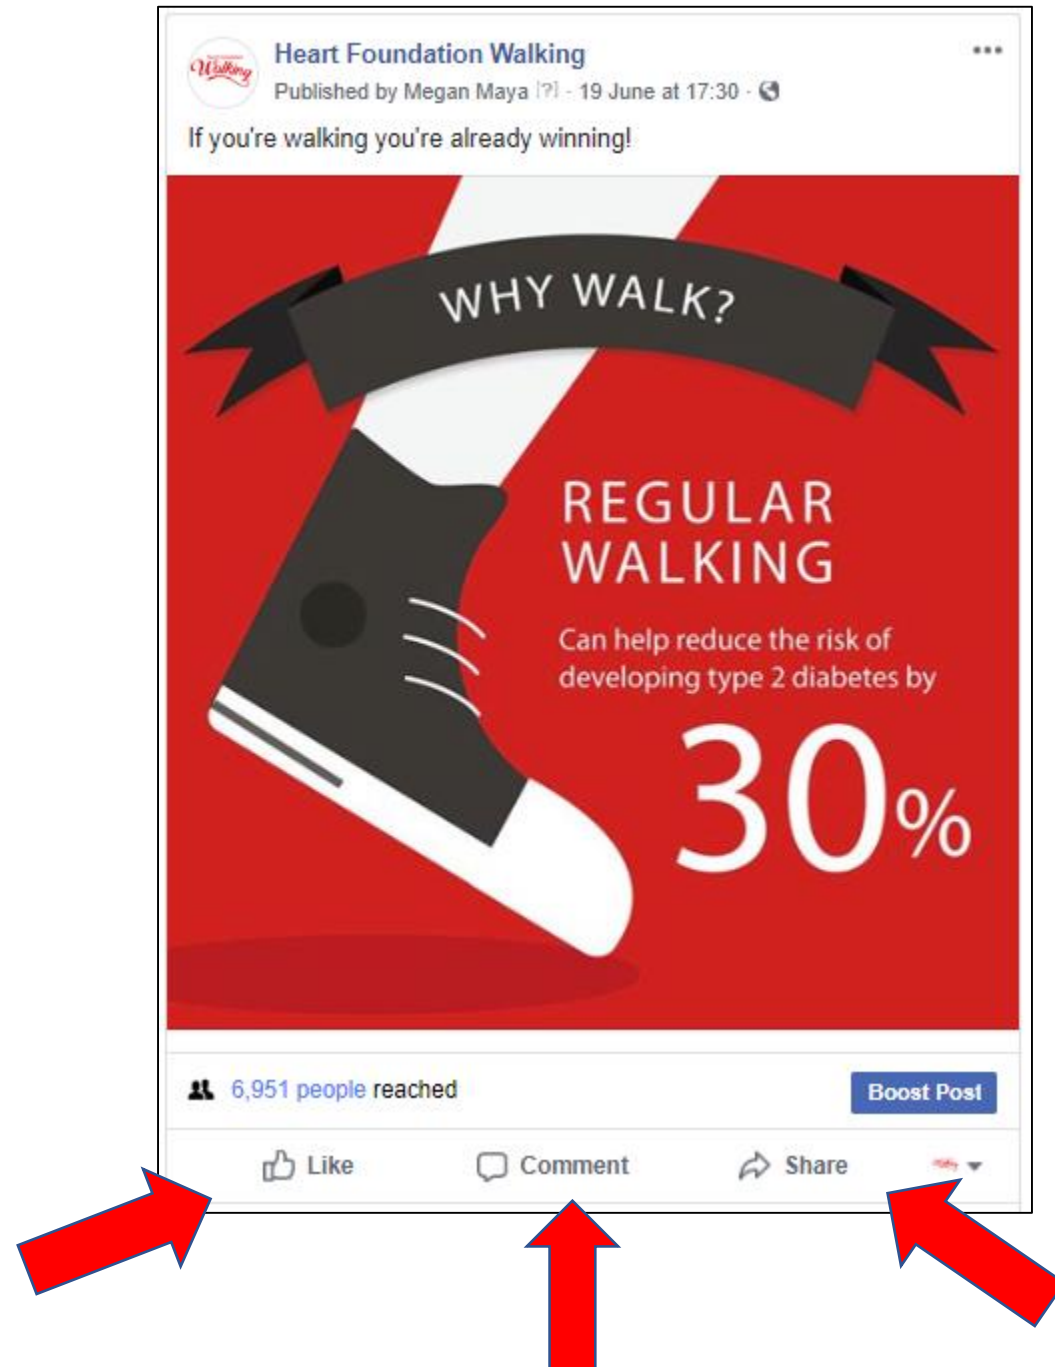 Heart Foundation Walking
Published by Megan Maya [?] · 19 June at 17:30 ·
If you're walking you're already winning!
Walking
WHY WALK?
REGULAR
WALKING
Can help reduce the risk of
developing type 2 diabetes by
30%
6,951 people reached
Boost Post
Like
Comment
Share